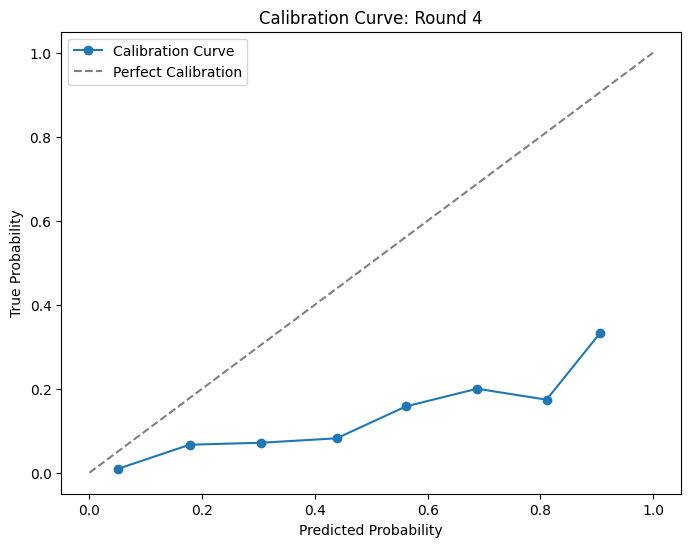 Calibration Curve: Round 4
Calibration Curve
Perfect Calibration
True Probability
1.0
0.8
0.6
0.4
0.2
0.0
0.0 0.2 0.4 0.6 0.8 1.0
Predicted Probability